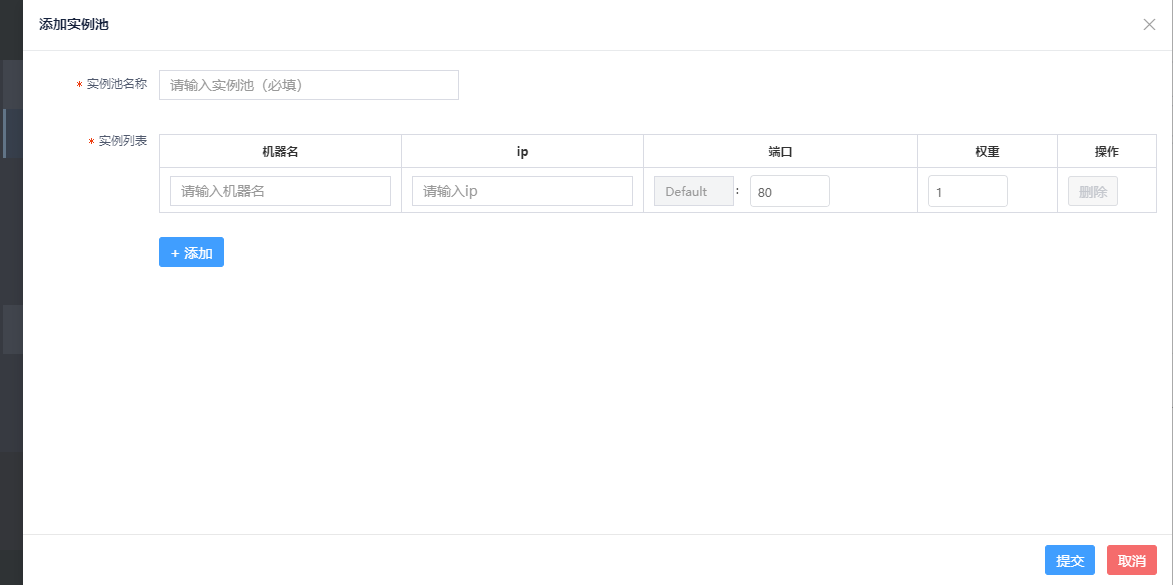 添加实例池
* 实例池名称 请输入实例池（必填）
* 实例列表 机器名 ip 端口 权重 操作
请输入机器名 请输入ip Default : 80 1 删除
+ 添加
提交 取消